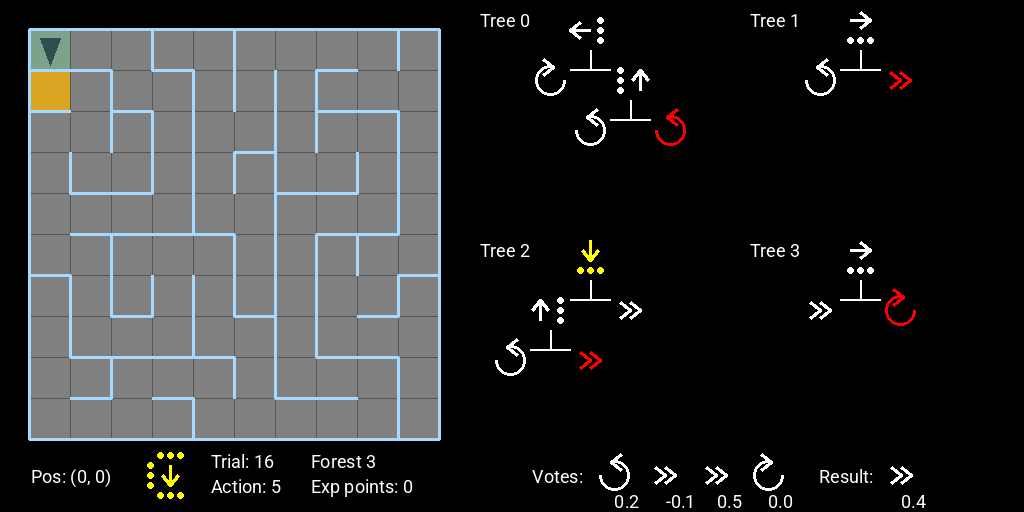 Tree 0
Tree 1
Tree 2
Tree 3
Pos: (0, 0)
Trial: 16
Forest 3
Action: 5
Exp points: 0
Votes:
0.2
-0.1
0.5
0.0
Result:
0.4